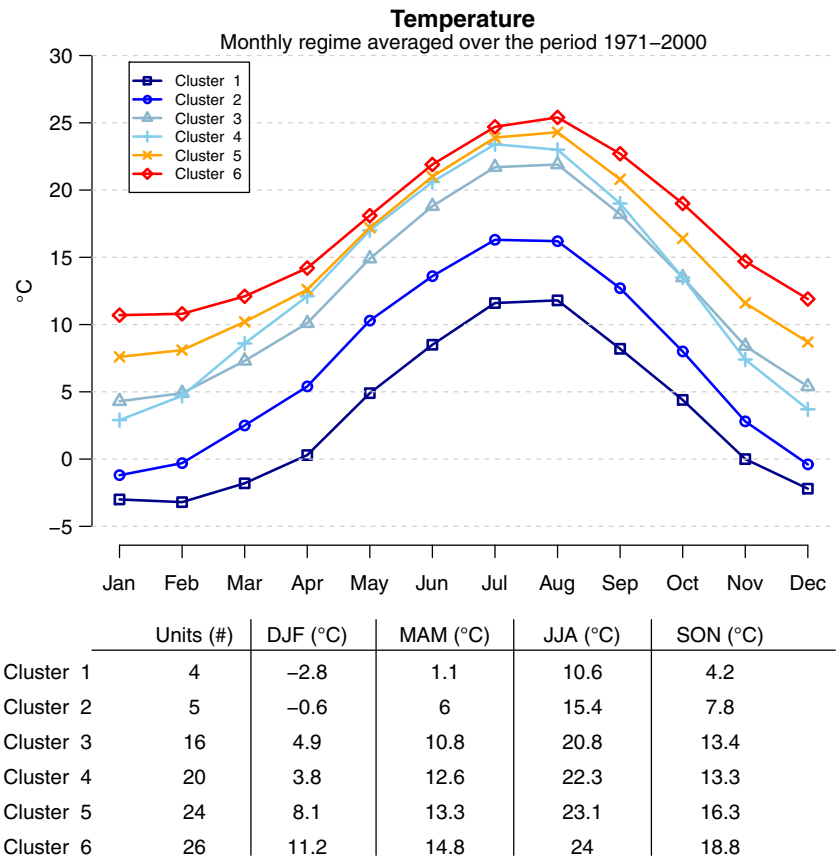 Temperature
Monthly regime averaged over the period 1971–2000
30
25
20
15
10
5
0
−5
°C
Cluster 1
Cluster 2
Cluster 3
Cluster 4
Cluster 5
Cluster 6
Jan Feb Mar Apr May Jun Jul Aug Sep Oct Nov Dec
Units (#) DJF (°C) MAM (°C) JJA (°C) SON (°C)
Cluster 1 4 −2.8 1.1 10.6 4.2
Cluster 2 5 −0.6 6 15.4 7.8
Cluster 3 16 4.9 10.8 20.8 13.4
Cluster 4 20 3.8 12.6 22.3 13.3
Cluster 5 24 8.1 13.3 23.1 16.3
Cluster 6 26 11.2 14.8 24 18.8